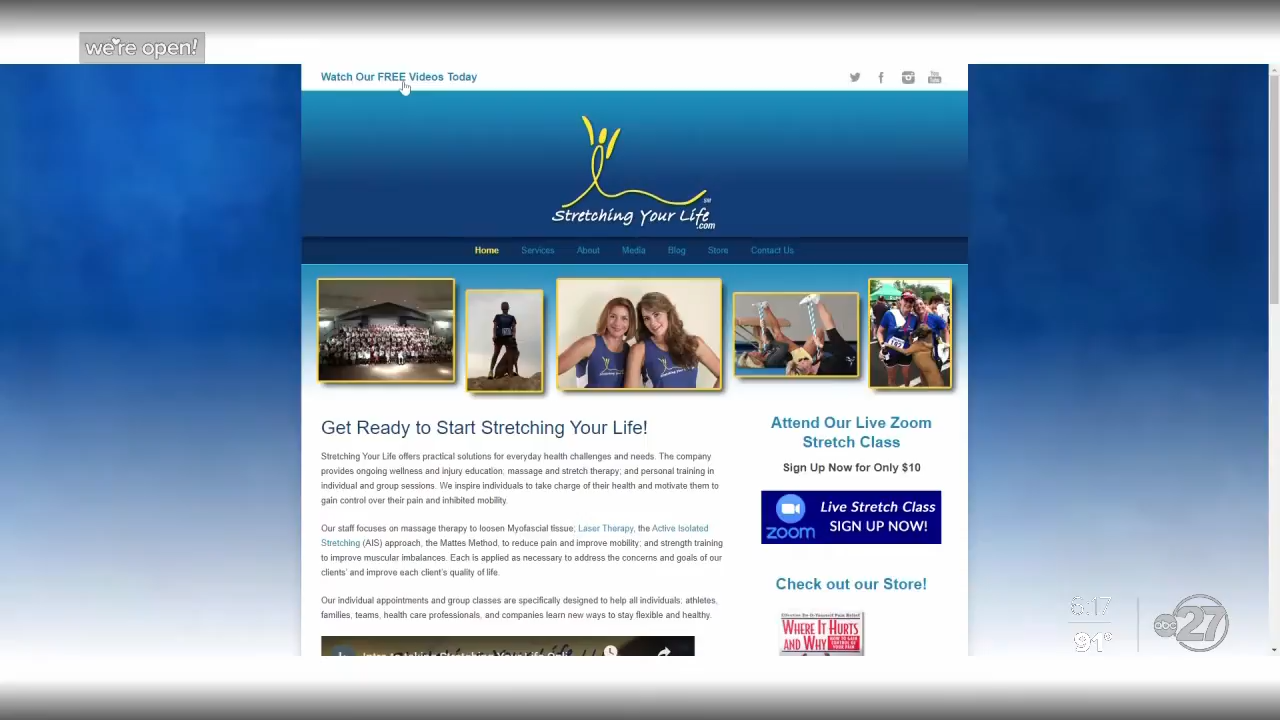 we're open!
Watch Our FREE Videos Today
You
Tube
SM
Stretching Your Life
.com
Home Services About Media Blog Store Contact Us
Get Ready to Start Stretching Your Life!
Stretching Your Life offers practical solutions for everyday health challenges and needs. The company
provides ongoing wellness and injury education; massage and stretch therapy; and personal training in
individual and group sessions. We inspire individuals to take charge of their health and motivate them to
gain control over their pain and inhibited mobility.
Our staff focuses on massage therapy to loosen Myofascial tissue; Laser Therapy, the Active Isolated
Stretching (AIS) approach, the Mattes Method, to reduce pain and improve mobility; and strength training
to improve muscular imbalances. Each is applied as necessary to address the concerns and goals of our
clients' and improve each client's quality of life.
Our individual appointments and group classes are specifically designed to help all individuals; athletes,
families, teams, health care professionals, and companies learn new ways to stay flexible and healthy.
Attend Our Live Zoom
Stretch Class
Sign Up Now for Only $10
Live Stretch Class
zoom SIGN UP NOW!
Check out our Store!
WHERE IT HURTS
AND WHY
Intro to taking Stretching Your Life Onli
91°
abc 27